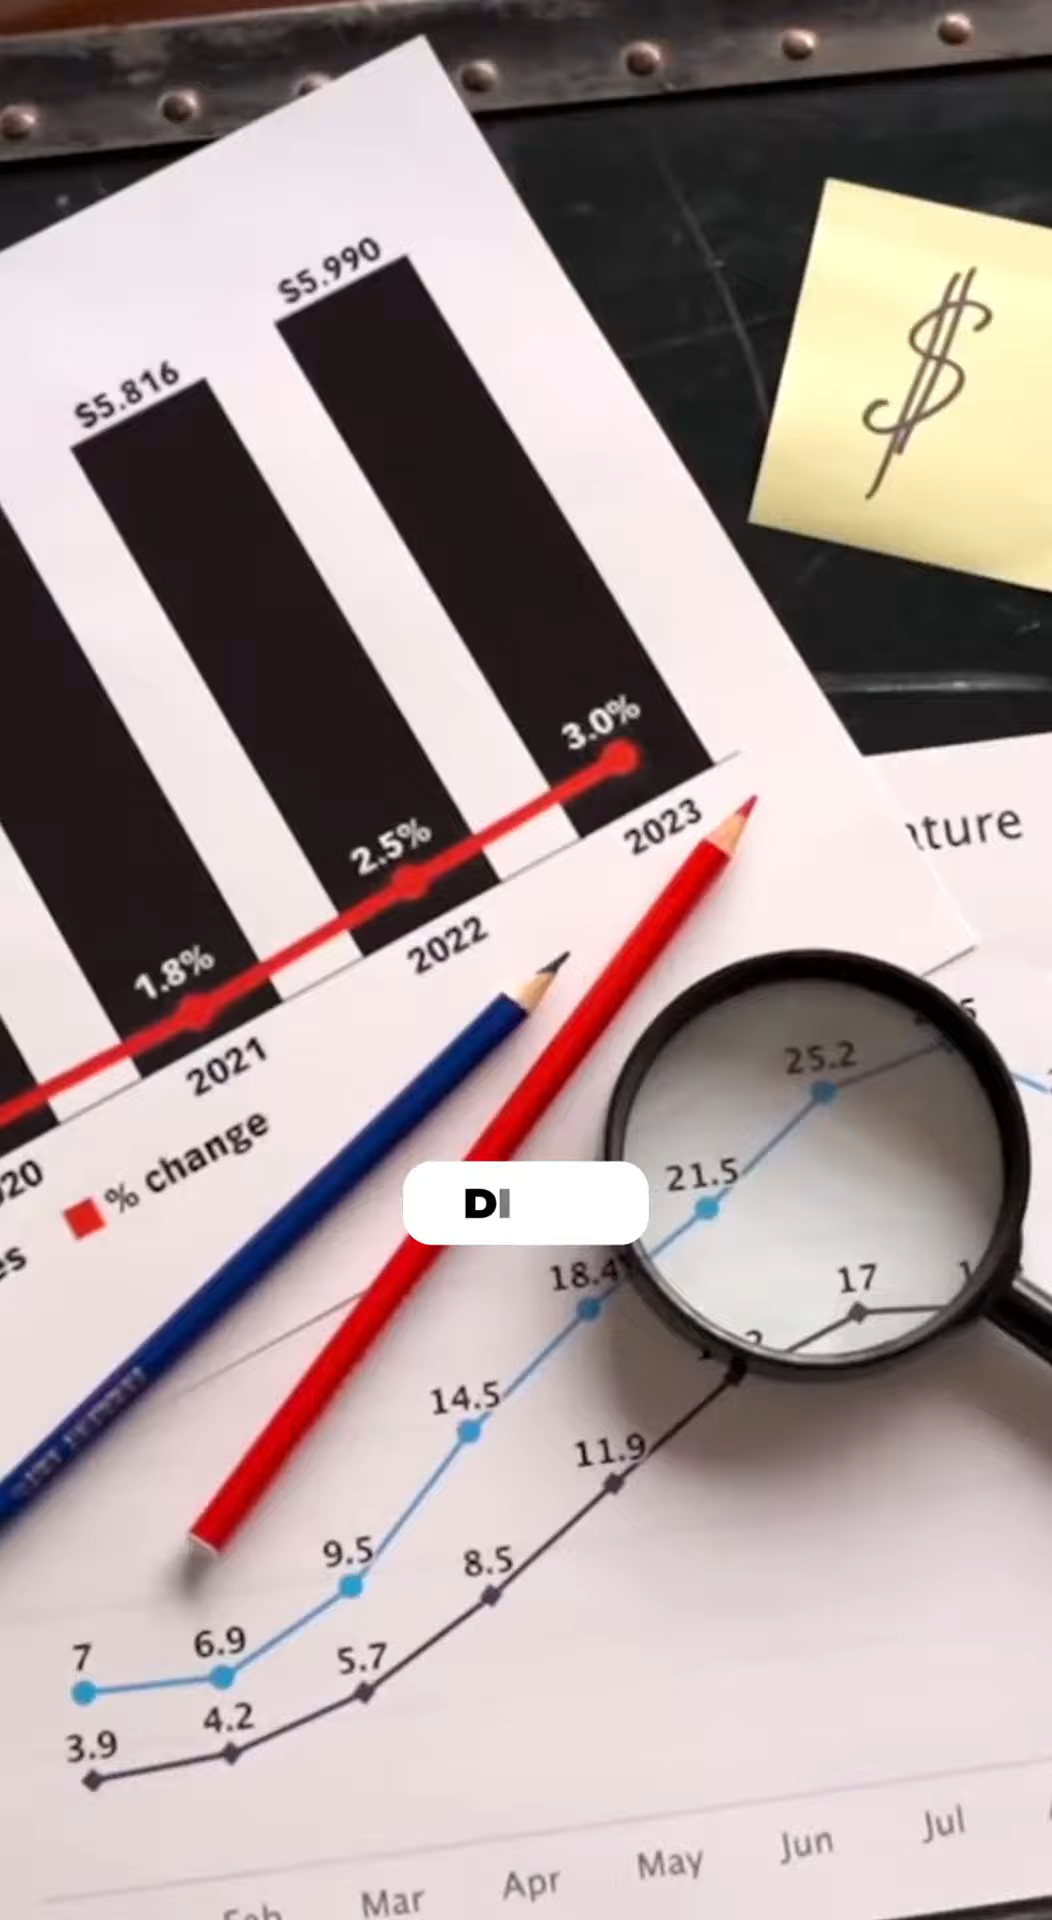 $5.990
$5.816
$
3.0%
2.5%
1.8%
2023
2022
2021
% change
25.2
21.5
DI
18.4
17
14.5
11.9
9.5
8.5
7
6.9
5.7
4.2
3.9
Jul
Jun
May
Apr
Mar
Feb